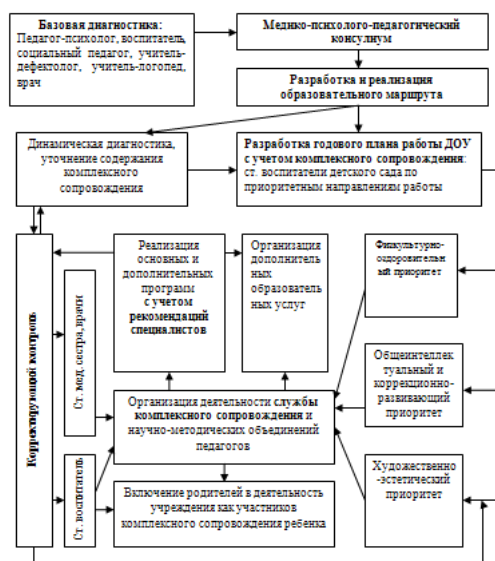 Базовая диагностика:
Педагог-психолог, воспитатель,
социальный педагог, учитель-
дефектолог, учитель-логопед,
врач
Медико-психолого-педагогический
консилиум
Разработка и реализация
образовательного маршрута
Динамическая диагностика,
уточнение содержания
комплексного
сопровождения
Разработка годового плана работы ДОУ
с учетом комплексного сопровождения:
ст. воспитатели детского сада по
приоритетным направлениям работы
Корректирующий контроль
Ст. мед. сестра, врачи
Ст. воспитатель
Реализация
основных и
дополнительных
программ
с учетом
рекомендаций
специалистов
Организация
дополнитель
ных
образователь
ных услуг
Физкультурно-
оздоровительн
ый приоритет
Общеинтеллек
туальный и
коррекционно-
развивающий
приоритет
Художественно
-эстетический
приоритет
Организация деятельности службы
комплексного сопровождения и
научно-методических объединений
педагогов
Включение родителей в деятельность
учреждения как участников
комплексного сопровождения ребенка